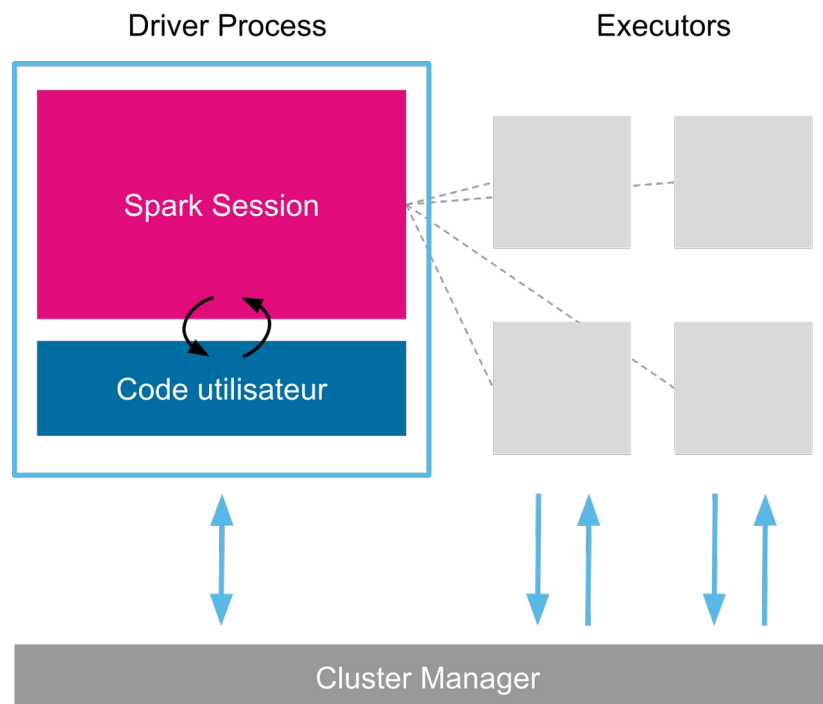 Driver Process
Executors
Spark Session
Code utilisateur
Cluster Manager